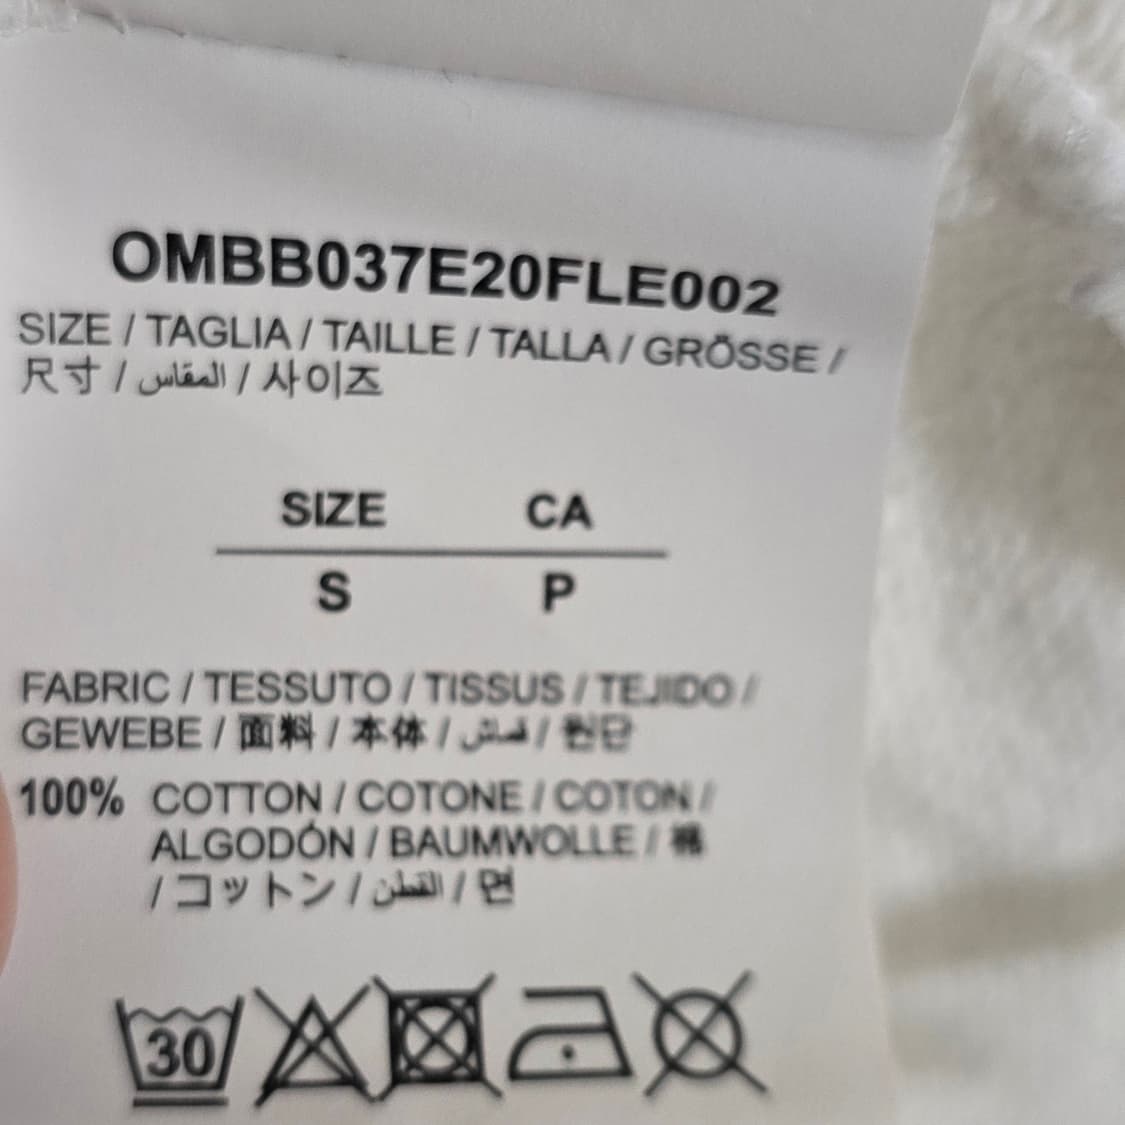 OMBB037E20FLE002
SIZE / TAGLIA / TAILLE / TALLA / GRÖSSE /
尺寸 / المقاس / 사이즈
SIZE CA
S P
FABRIC / TESSUTO / TISSUS / TEJIDO /
GEWEBE / 面料 / 本体 / قماش / 원단
100% COTTON / COTONE / COTON /
ALGODÓN / BAUMWOLLE / 棉
/ コットン / القطن / 면
30